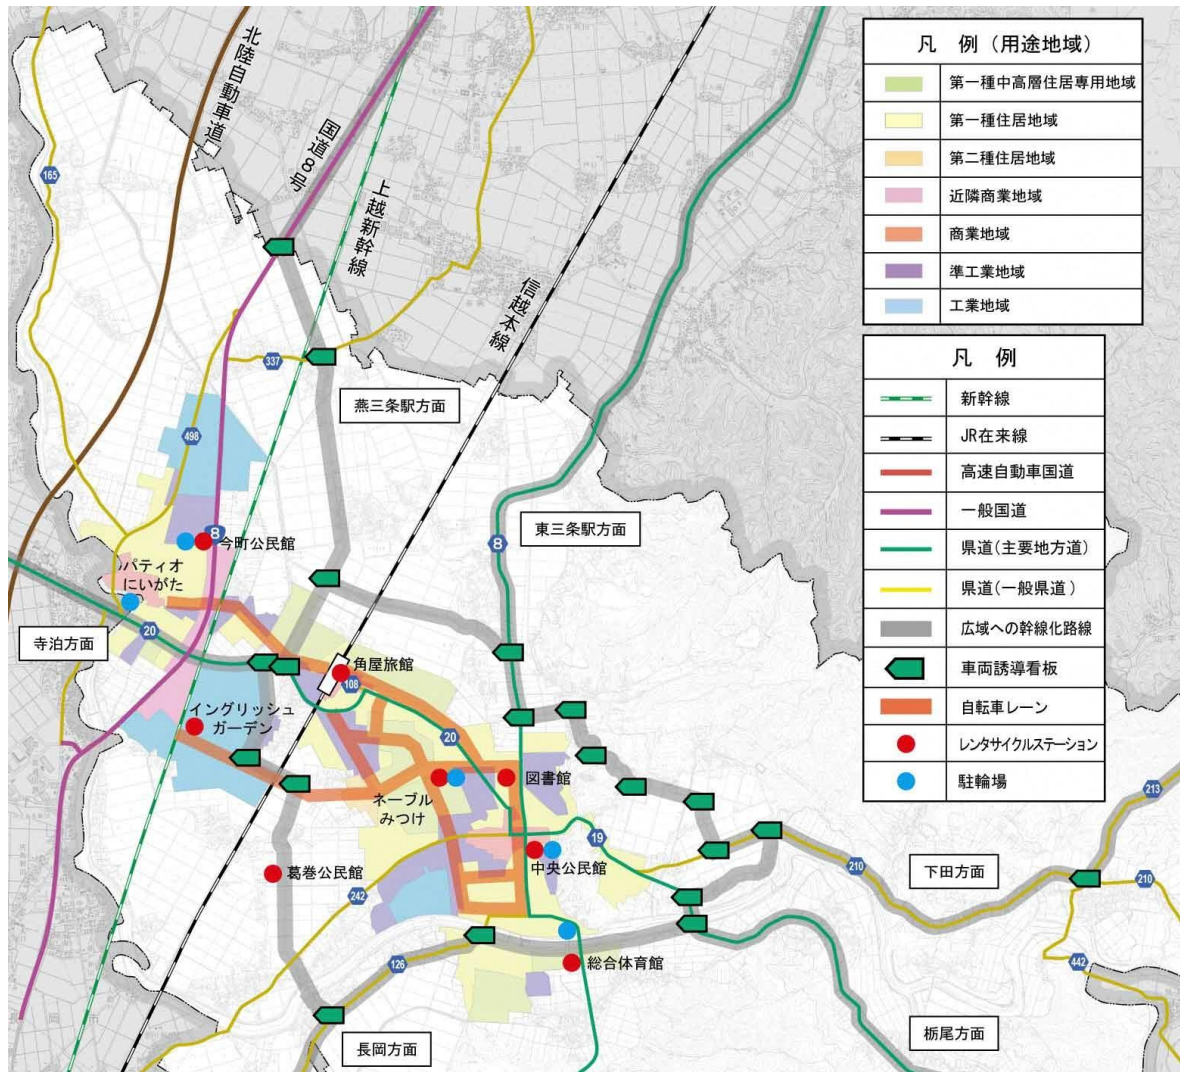 北陸自動車道
国道8号
上越新幹線
信越本線
165
337
燕三条駅方面
498
8
今町公民館
東三条駅方面
8
パティオ
にいがた
20
寺泊方面
角屋旅館
108
イングリッシュ
ガーデン
20
図書館
ネーブル
みつけ
19
中央公民館
葛巻公民館
242
126
総合体育館
長岡方面
213
210
下田方面
210
442
栃尾方面
凡 例（用途地域）
第一種中高層住居専用地域
第一種住居地域
第二種住居地域
近隣商業地域
商業地域
準工業地域
工業地域
凡 例
新幹線
JR在来線
高速自動車国道
一般国道
県道(主要地方道)
県道(一般県道)
広域への幹線化路線
車両誘導看板
自転車レーン
レンタサイクルステーション
駐輪場